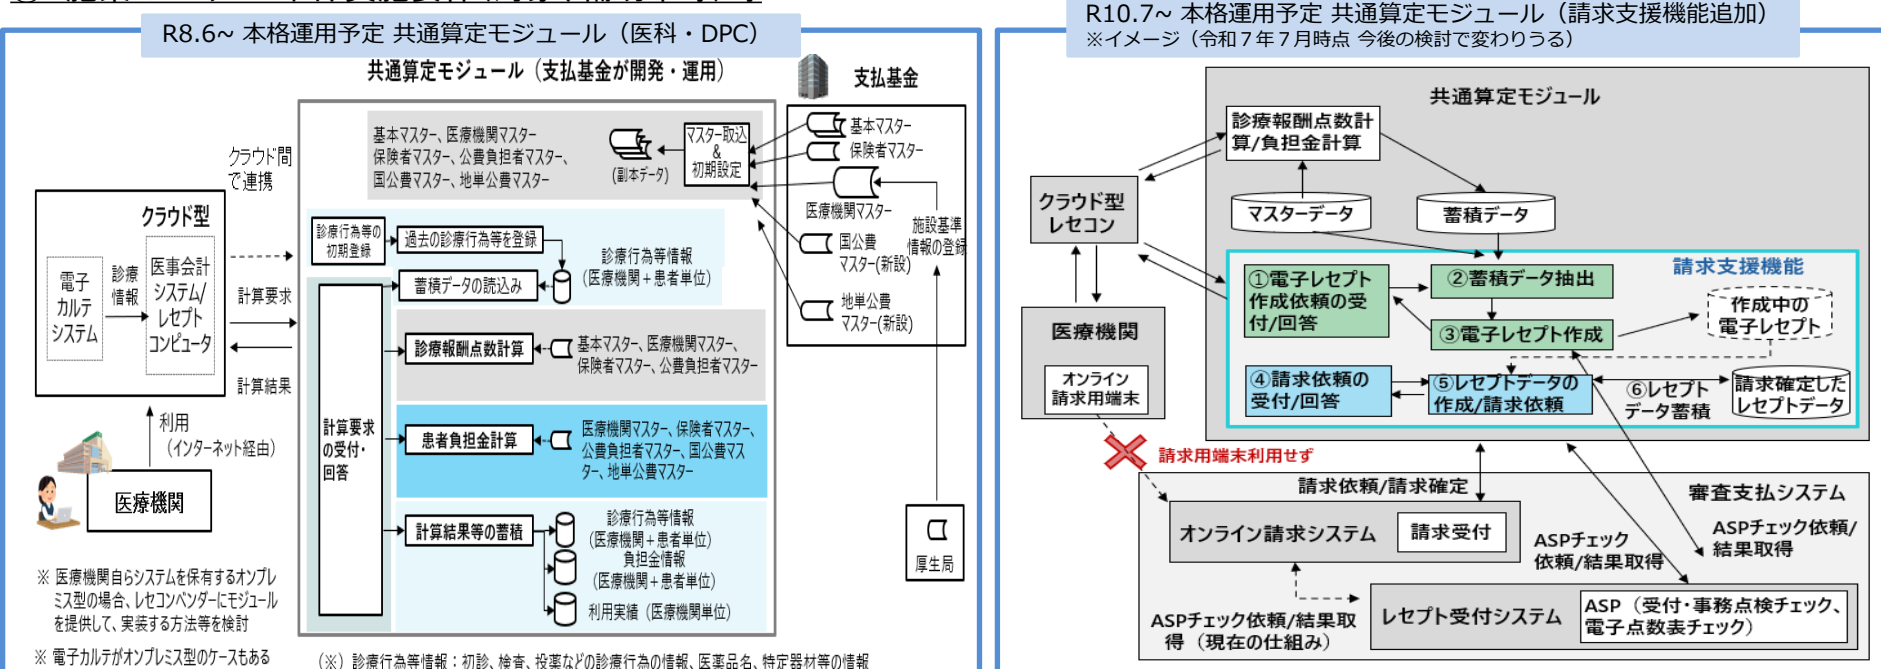 R8.6~ 本格運用予定 共通算定モジュール（医科・DPC）
共通算定モジュール（支払基金が開発・運用）
支払基金
基本マスター、医療機関マスター
保険者マスター、公費負担者マスター、
国公費マスター、地単公費マスター
(副本データ)
マスター取込
&
初期設定
基本マスター
保険者マスター
医療機関マスター
施設基準
情報の登録
国公費
マスター(新設)
地単公費
マスター(新設)
厚生局
クラウド間
で連携
クラウド型
電子
カルテ
システム
診療
情報
医事会計
システム/
レセプト
コンピュータ
計算要求
計算結果
利用
（インターネット経由）
医療機関
診療行為等の
初期登録
過去の診療行為等を登録
蓄積データの読込み
診療行為等情報
(医療機関+患者単位)
計算要求
の受付・
回答
診療報酬点数計算
基本マスター、医療機関マスター、
保険者マスター、公費負担者マスター
患者負担金計算
医療機関マスター、保険者マスター、
公費負担者マスター、国公費マス
ター、地単公費マスター
計算結果等の蓄積
診療行為等情報
(医療機関+患者単位)
負担金情報
(医療機関+患者単位)
利用実績（医療機関単位）
※ 医療機関自らシステムを保有するオンプレ
ミス型の場合、レセコンベンダーにモジュール
を提供して、実装する方法等を検討
※ 電子カルテがオンプレミス型のケースもある
（※）診療行為等情報：初診、検査、投薬などの診療行為の情報、医薬品名、特定器材等の情報
R10.7~ 本格運用予定 共通算定モジュール（請求支援機能追加）
※イメージ（令和７年７月時点 今後の検討で変わりうる）
共通算定モジュール
診療報酬点数計
算/負担金計算
マスターデータ
蓄積データ
クラウド型
レセコン
請求支援機能
①電子レセプト
作成依頼の受
付/回答
②蓄積データ抽出
③電子レセプト作成
作成中の
電子レセプト
④請求依頼の
受付/回答
⑤レセプトデータの
作成/請求依頼
⑥レセプト
データ蓄積
請求確定した
レセプトデータ
医療機関
オンライン
請求用端末
請求用端末利用せず
請求依頼/請求確定
審査支払システム
オンライン請求システム
請求受付
ASPチェック
依頼/結果取得
ASPチェック依頼/
結果取得
ASPチェック依頼/結果取
得（現在の仕組み）
レセプト受付システム
ASP（受付・事務点検チェック、
電子点数表チェック）